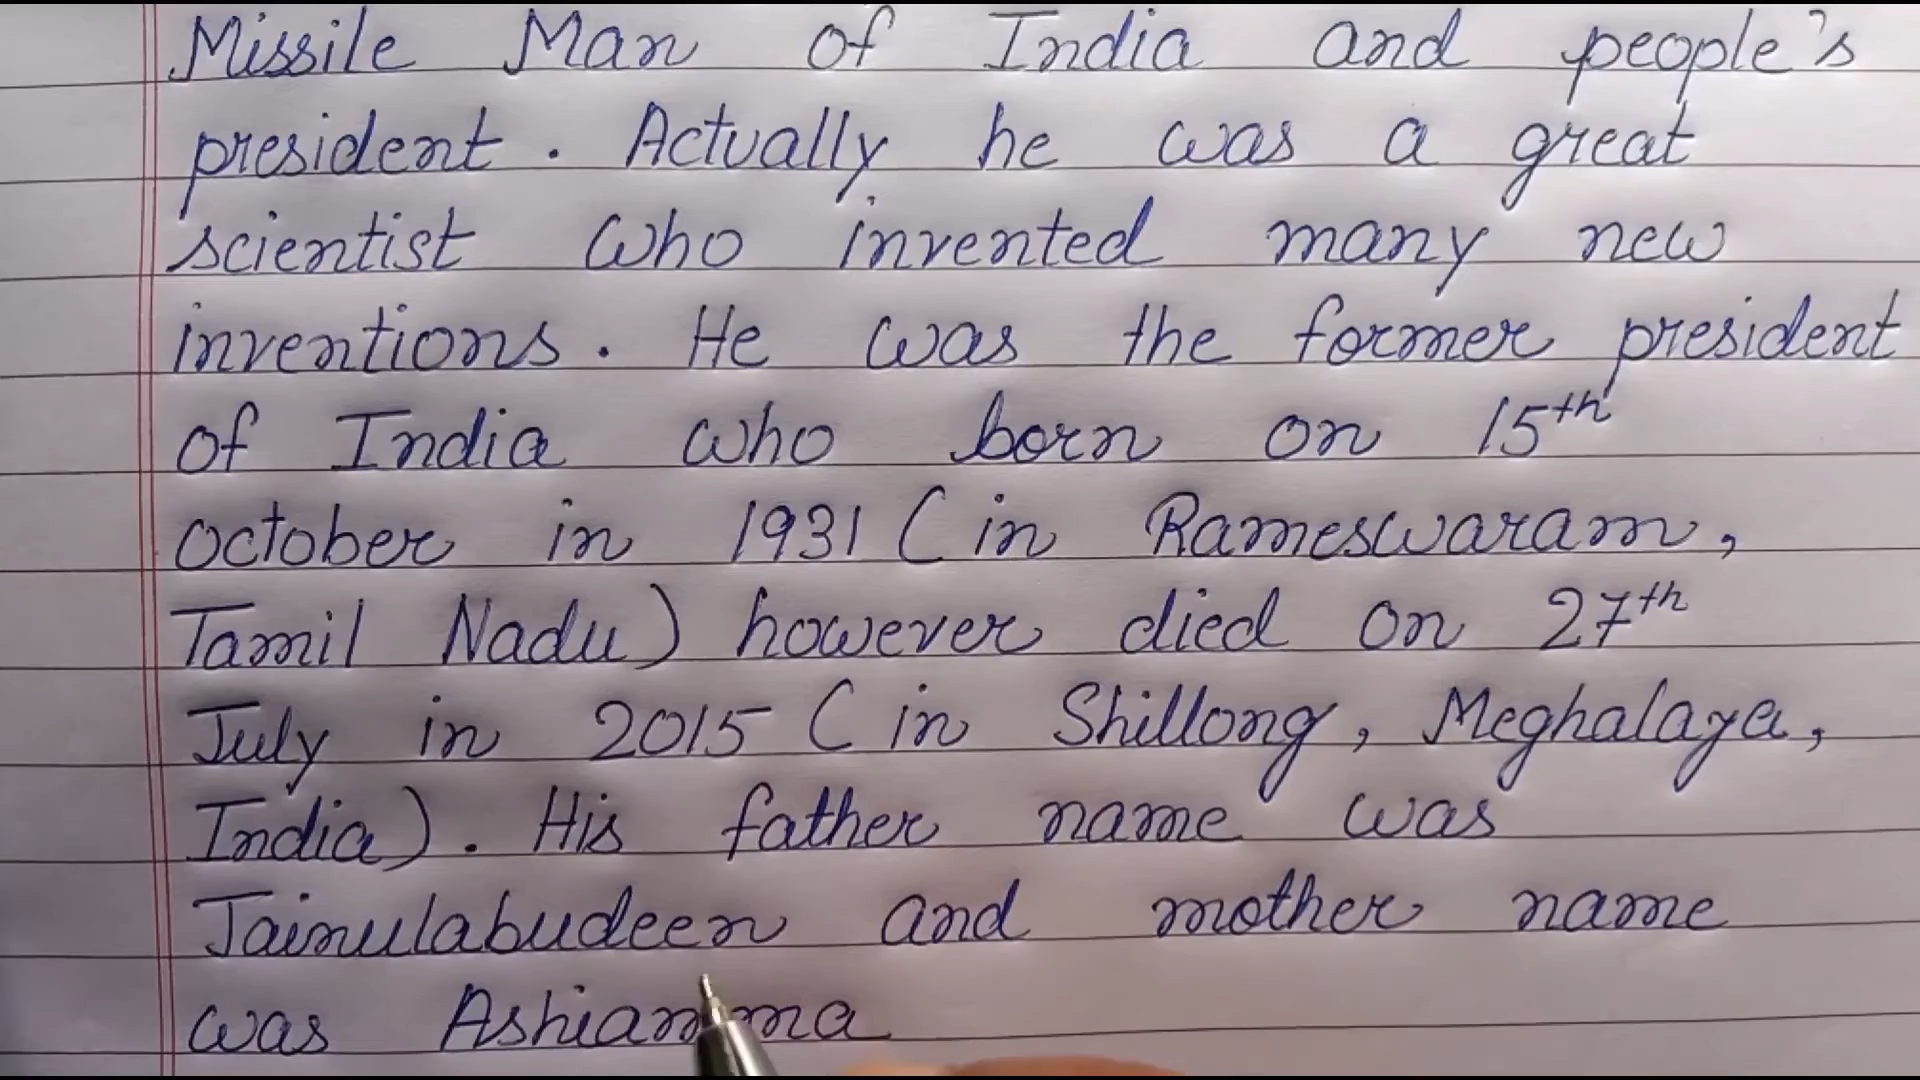 Missile Man of India and people's
president. Actually he was a great
scientist who invented many new
inventions. He was the former president
of India who born on 15th
October in 1931 (in Rameswaram,
Tamil Nadu) however died on 27th
July in 2015 (in Shillong, Meghalaya,
India). His father name was
Jainulabudeen and mother name
was Ashiamma